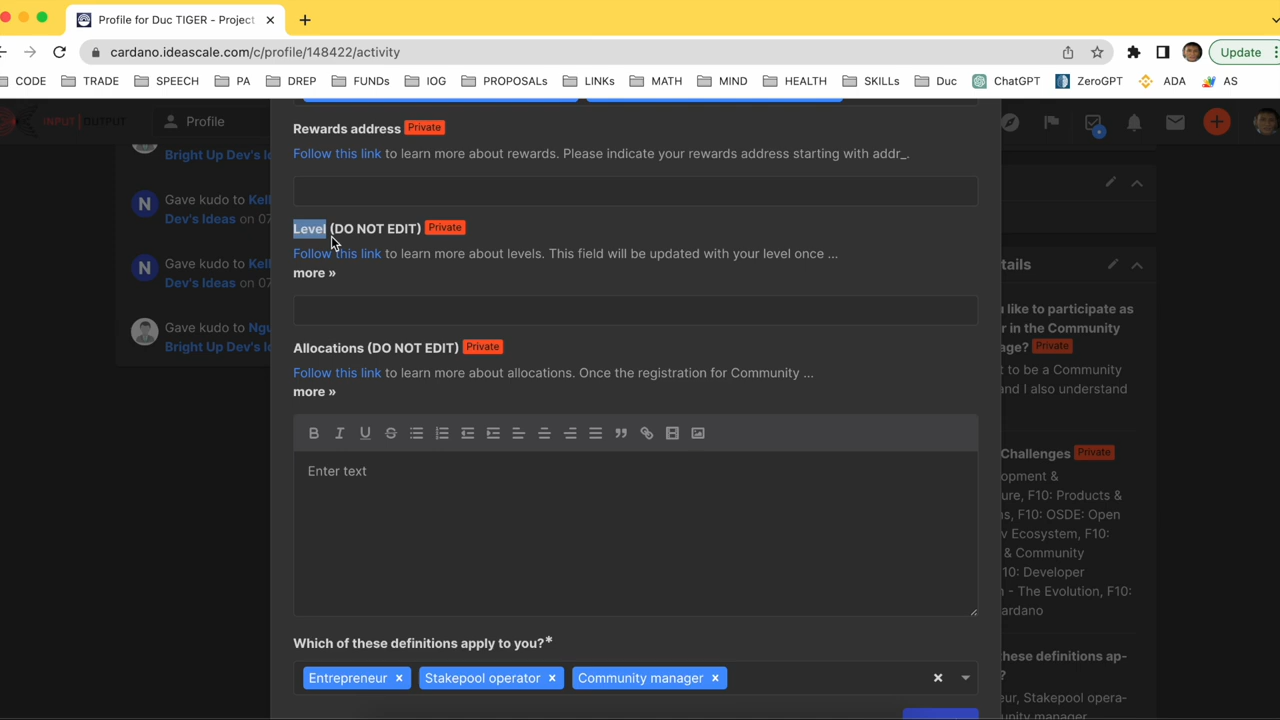 Profile for Duc TIGER - Project
cardano.ideascale.com/c/profile/148422/activity
Update
CODE TRADE SPEECH PA DREP FUNDs IOG PROPOSALs LINKs MATH MIND HEALTH SKILLs Duc ChatGPT ZeroGPT ADA AS
INPUT OUTPUT
Profile
Bright Up Dev's Ic
N
Gave kudo to Kell
Dev's Ideas on 07
N
Gave kudo to Kell
Dev's Ideas on 07
Gave kudo to Ngu
Bright Up Dev's Ic
Rewards address Private
Follow this link to learn more about rewards. Please indicate your rewards address starting with addr_.
Level (DO NOT EDIT) Private
Follow this link to learn more about levels. This field will be updated with your level once ...
more »
Allocations (DO NOT EDIT) Private
Follow this link to learn more about allocations. Once the registration for Community ...
more »
B I U S
Enter text
Which of these definitions apply to you?*
Entrepreneur × Stakepool operator × Community manager ×
tails
u like to participate as
r in the Community
age? Private
t to be a Community
and I also understand
Challenges Private
opment &
ure, F10: Products &
s, F10: OSDE: Open
v Ecosystem, F10:
& Community
10: Developer
n - The Evolution, F10:
ardano
hese definitions ap-
?
eur, Stakepool opera-
unity manager